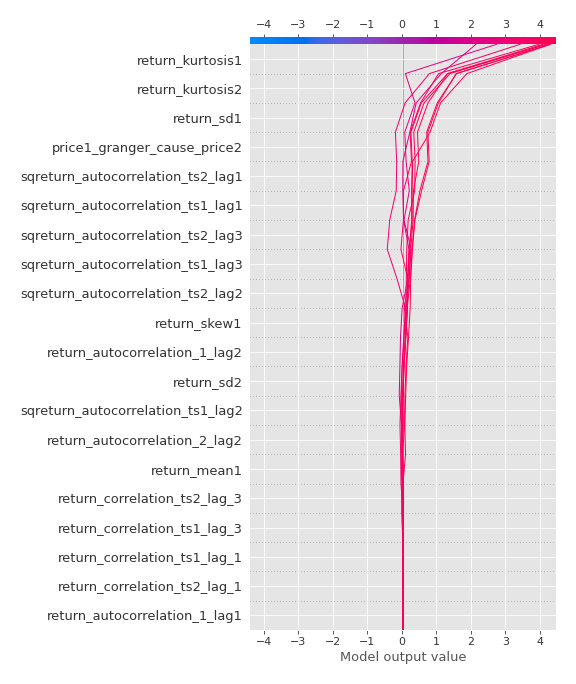 −4 −3 −2 −1 0 1 2 3 4
return_kurtosis1
return_kurtosis2
return_sd1
price1_granger_cause_price2
sqreturn_autocorrelation_ts2_lag1
sqreturn_autocorrelation_ts1_lag1
sqreturn_autocorrelation_ts2_lag3
sqreturn_autocorrelation_ts1_lag3
sqreturn_autocorrelation_ts2_lag2
return_skew1
return_autocorrelation_1_lag2
return_sd2
sqreturn_autocorrelation_ts1_lag2
return_autocorrelation_2_lag2
return_mean1
return_correlation_ts2_lag_3
return_correlation_ts1_lag_3
return_correlation_ts1_lag_1
return_correlation_ts2_lag_1
return_autocorrelation_1_lag1
−4 −3 −2 −1 0 1 2 3 4
Model output value